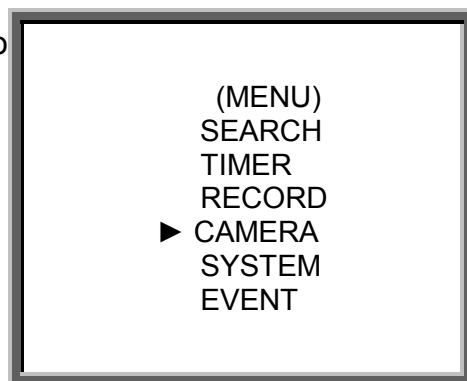 (MENU)
SEARCH
TIMER
RECORD
► CAMERA
SYSTEM
EVENT